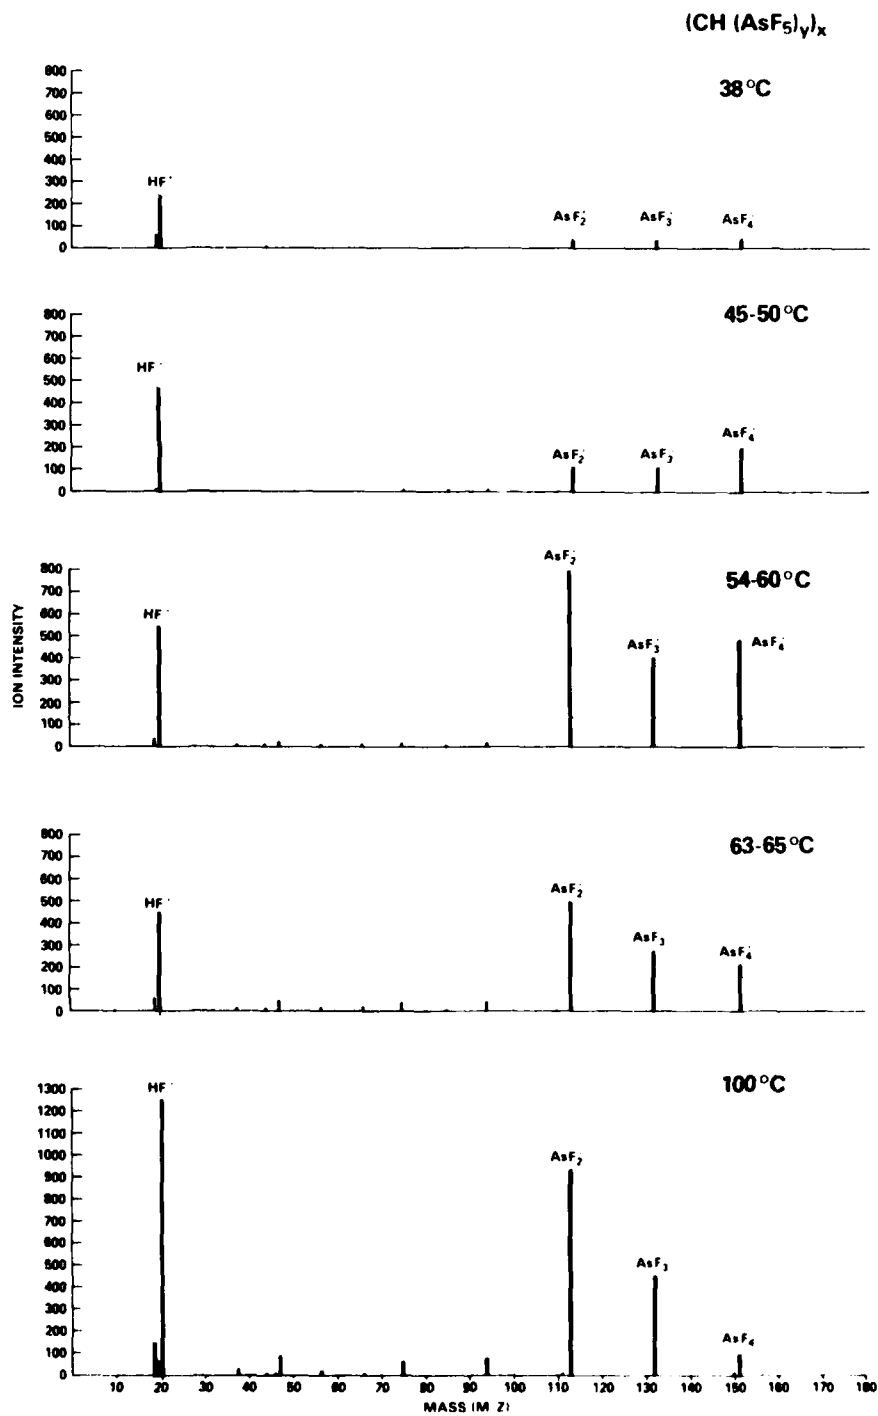 (CH (AsF5)y)x
38°C
800
700
600
500
400
300
200
100
0
HF+
AsF2+
AsF3+
AsF4+
45-50°C
800
700
600
500
400
300
200
100
0
HF+
AsF2+
AsF3+
AsF4+
180
54-60°C
800
700
600
500
400
300
200
100
0
HF+
AsF2+
AsF3+
AsF4+
ION INTENSITY
63-65°C
800
700
600
500
400
300
200
100
0
HF+
AsF2+
AsF3
AsF4+
100°C
1300
1200
1100
1000
900
800
700
600
500
400
300
200
100
0
HF+
AsF2
AsF3
AsF4
10 20 30 40 50 60 70 80 90 100 110 120 130 140 150 160 170 180
MASS (M Z)